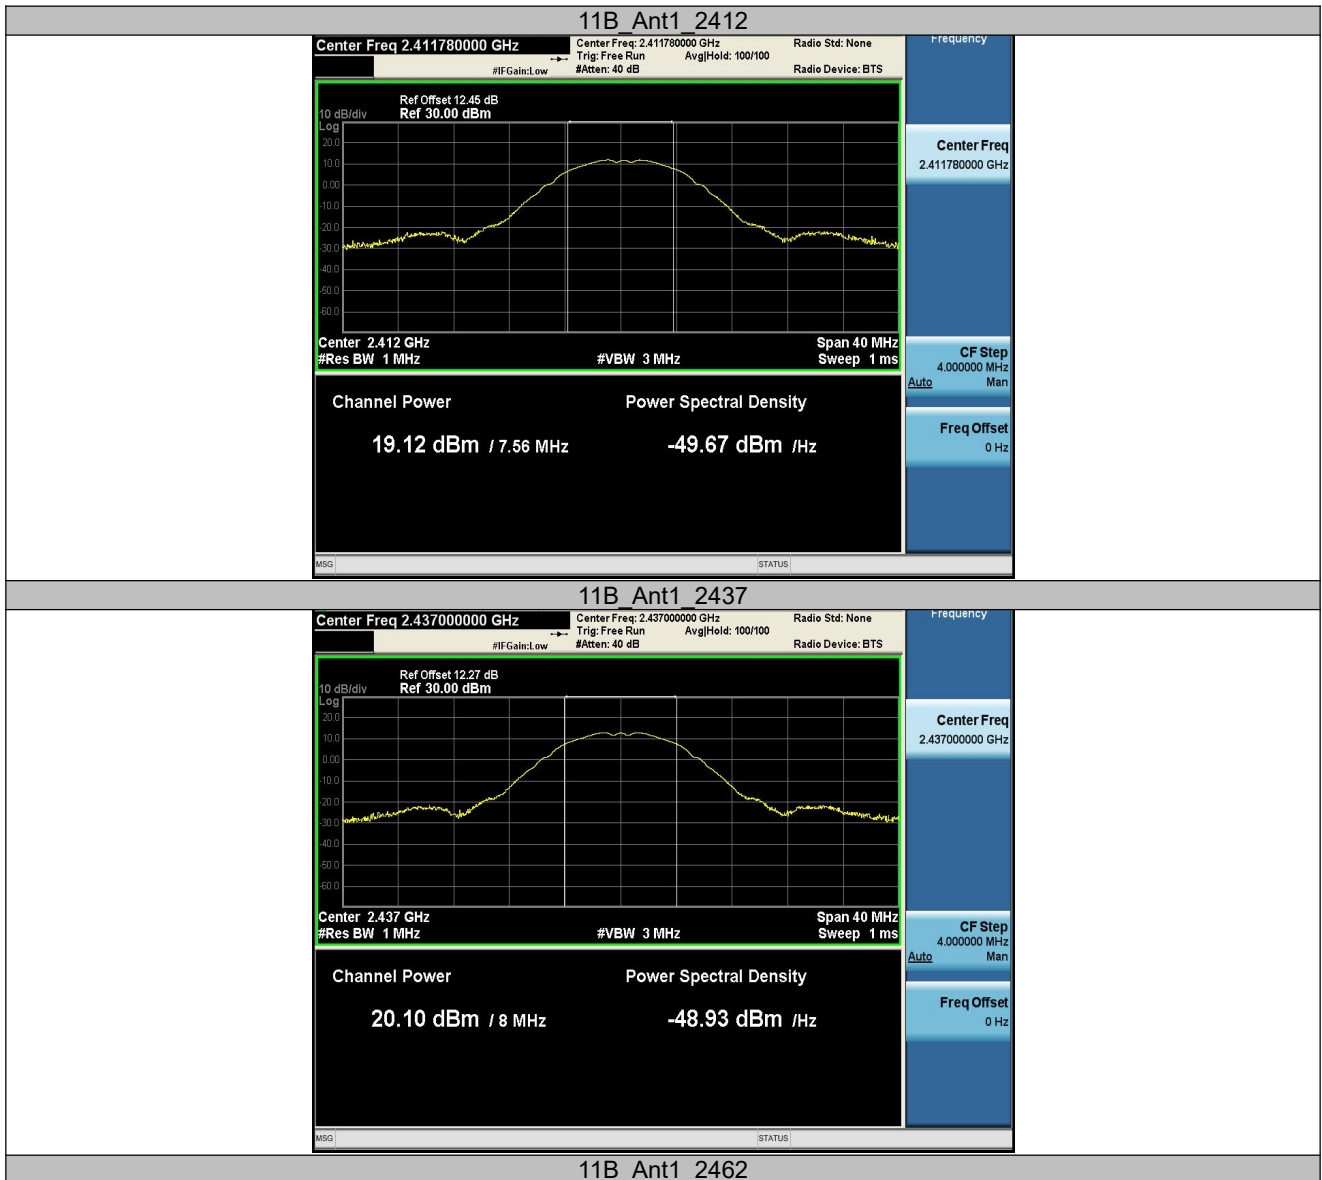 11B_Ant1_2412
Center Freq 2.411780000 GHz
Center Freq: 2.411780000 GHz
Radio Std: None
Trig: Free Run Avg|Hold: 100/100
#IFGain:Low
#Atten: 40 dB
Radio Device: BTS
Frequency
Ref Offset 12.45 dB
10 dB/div Ref 30.00 dBm
Log
20.0
10.0
0.00
-10.0
-20.0
-30.0
-40.0
-50.0
-60.0
Center 2.412 GHz Span 40 MHz
#Res BW 1 MHz #VBW 3 MHz Sweep 1 ms
Center Freq
2.411780000 GHz
CF Step
4.000000 MHz
Auto Man
Freq Offset
0 Hz
Channel Power Power Spectral Density
19.12 dBm / 7.56 MHz -49.67 dBm /Hz
MSG STATUS
11B_Ant1_2437
Center Freq 2.437000000 GHz
Center Freq: 2.437000000 GHz
Radio Std: None
Trig: Free Run Avg|Hold: 100/100
#IFGain:Low
#Atten: 40 dB
Radio Device: BTS
Frequency
Ref Offset 12.27 dB
10 dB/div Ref 30.00 dBm
Log
20.0
10.0
0.00
-10.0
-20.0
-30.0
-40.0
-50.0
-60.0
Center 2.437 GHz Span 40 MHz
#Res BW 1 MHz #VBW 3 MHz Sweep 1 ms
Center Freq
2.437000000 GHz
CF Step
4.000000 MHz
Auto Man
Freq Offset
0 Hz
Channel Power Power Spectral Density
20.10 dBm / 8 MHz -48.93 dBm /Hz
MSG STATUS
11B_Ant1_2462